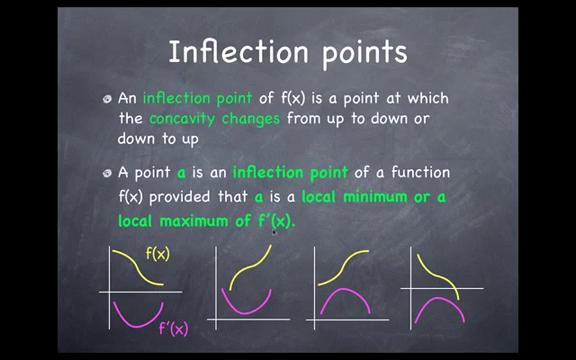 Inflection points
An inflection point of f(x) is a point at which
the concavity changes from up to down or
down to up
A point a is an inflection point of a function
f(x) provided that a is a local minimum or a
local maximum of f'(x).
f(x)
f'(x)